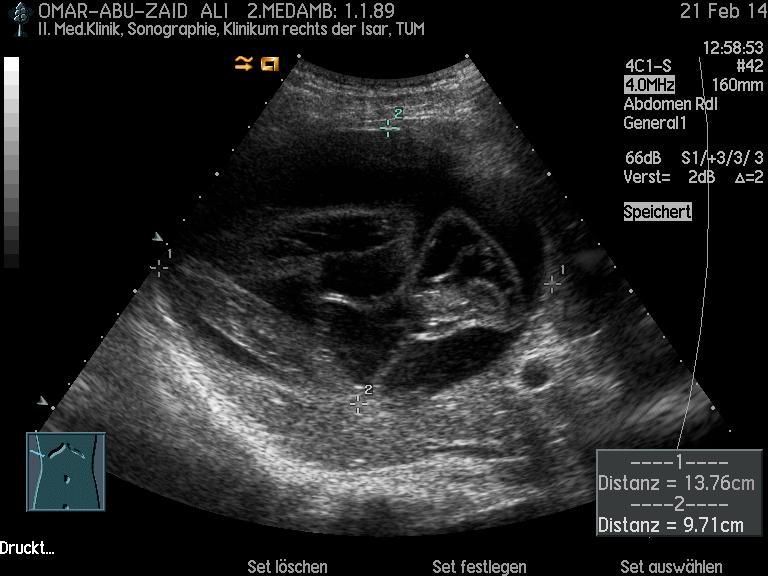 OMAR-ABU-ZAID ALI 2.MEDAMB: 1.1.89
21 Feb 14
II. Med.Klinik, Sonographie, Klinikum rechts der Isar, TUM
12:58:53
4C1-S #42
4.0MHz 160mm
Abdomen Rdl
General1
66dB S1/+3/3/ 3
Verst= 2dB Δ=2
Speichert
2
1
1
2
----1----
Distanz = 13.76cm
----2----
Distanz = 9.71cm
Druckt...
Set löschen
Set festlegen
Set auswählen